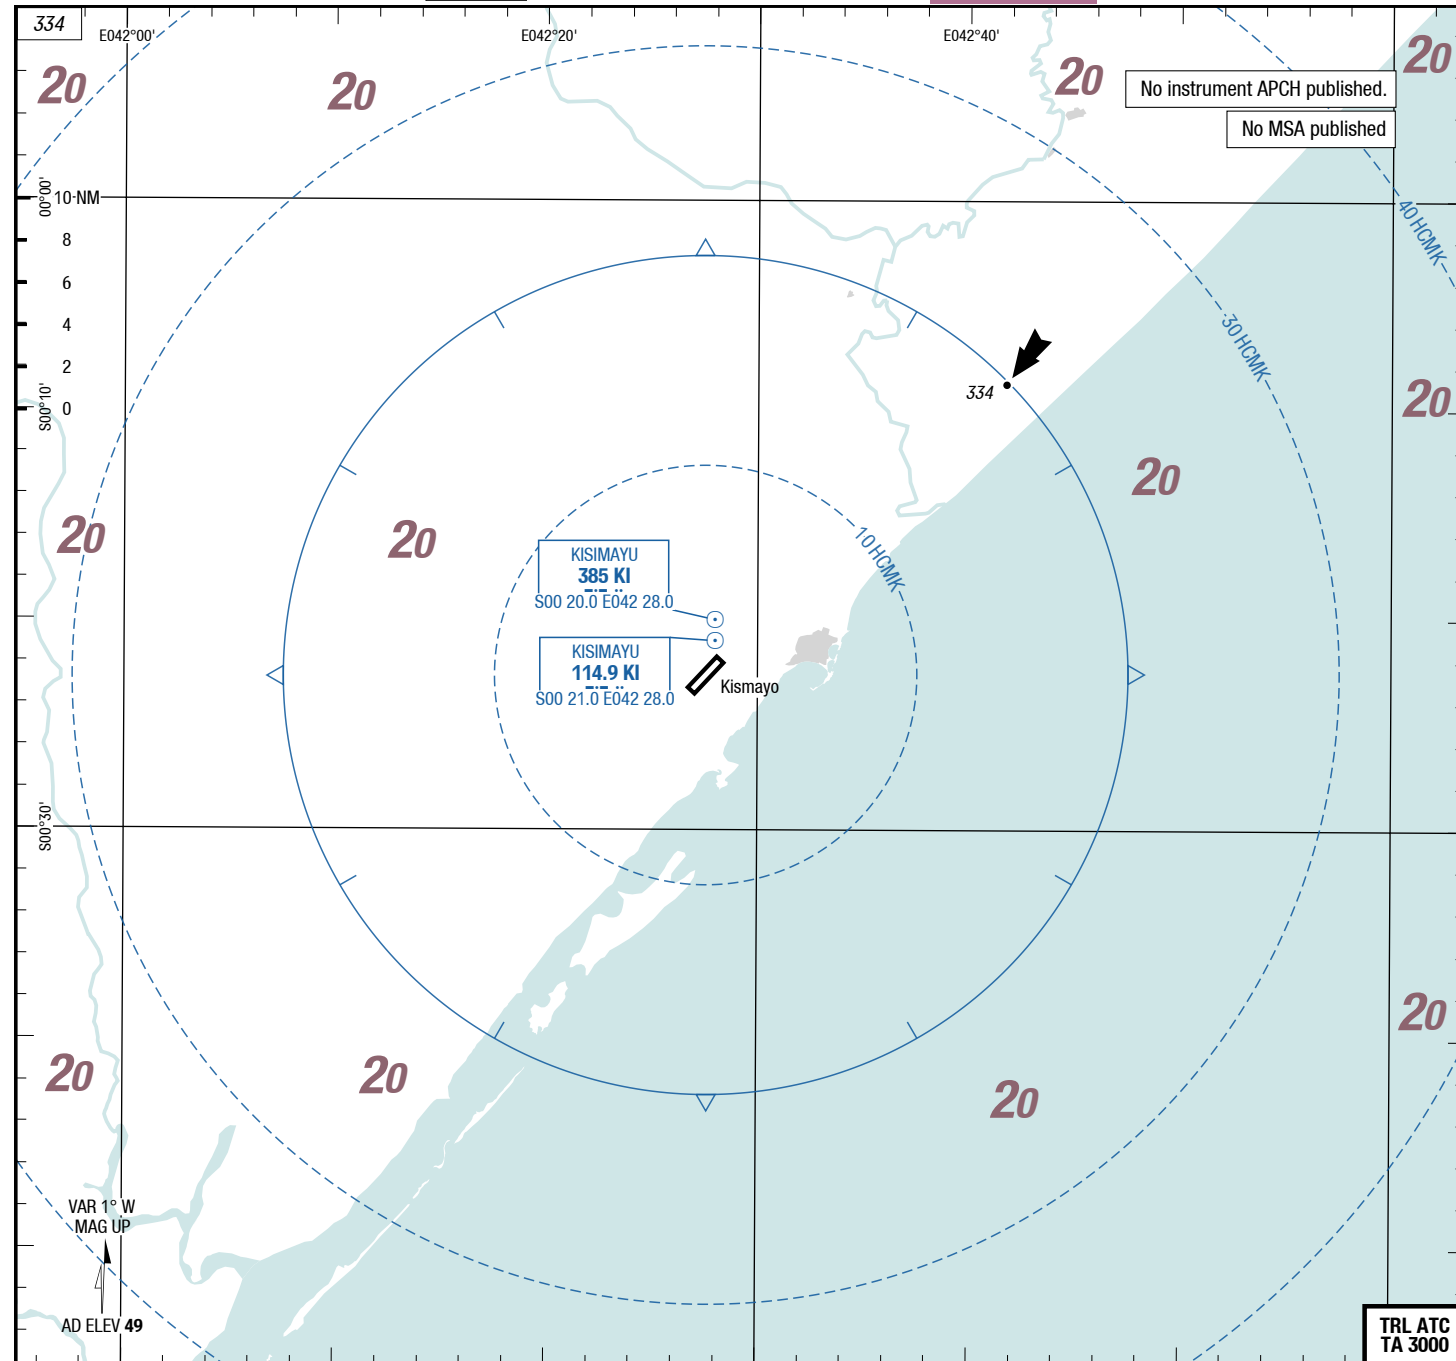 334
E042°00'
E042°20'
E042°40'
20
20
20
20
No instrument APCH published.
No MSA published
00°00'
10 NM
8
6
4
2
0
S00°10'
40 HCMK
30 HCMK
334
20
20
20
20
10 HCMK
KISIMAYU
385 KI
S00 20.0 E042 28.0
KISIMAYU
114.9 KI
S00 21.0 E042 28.0
Kismayo
S00°30'
20
20
20
20
VAR 1° W
MAG UP
AD ELEV 49
TRL ATC
TA 3000